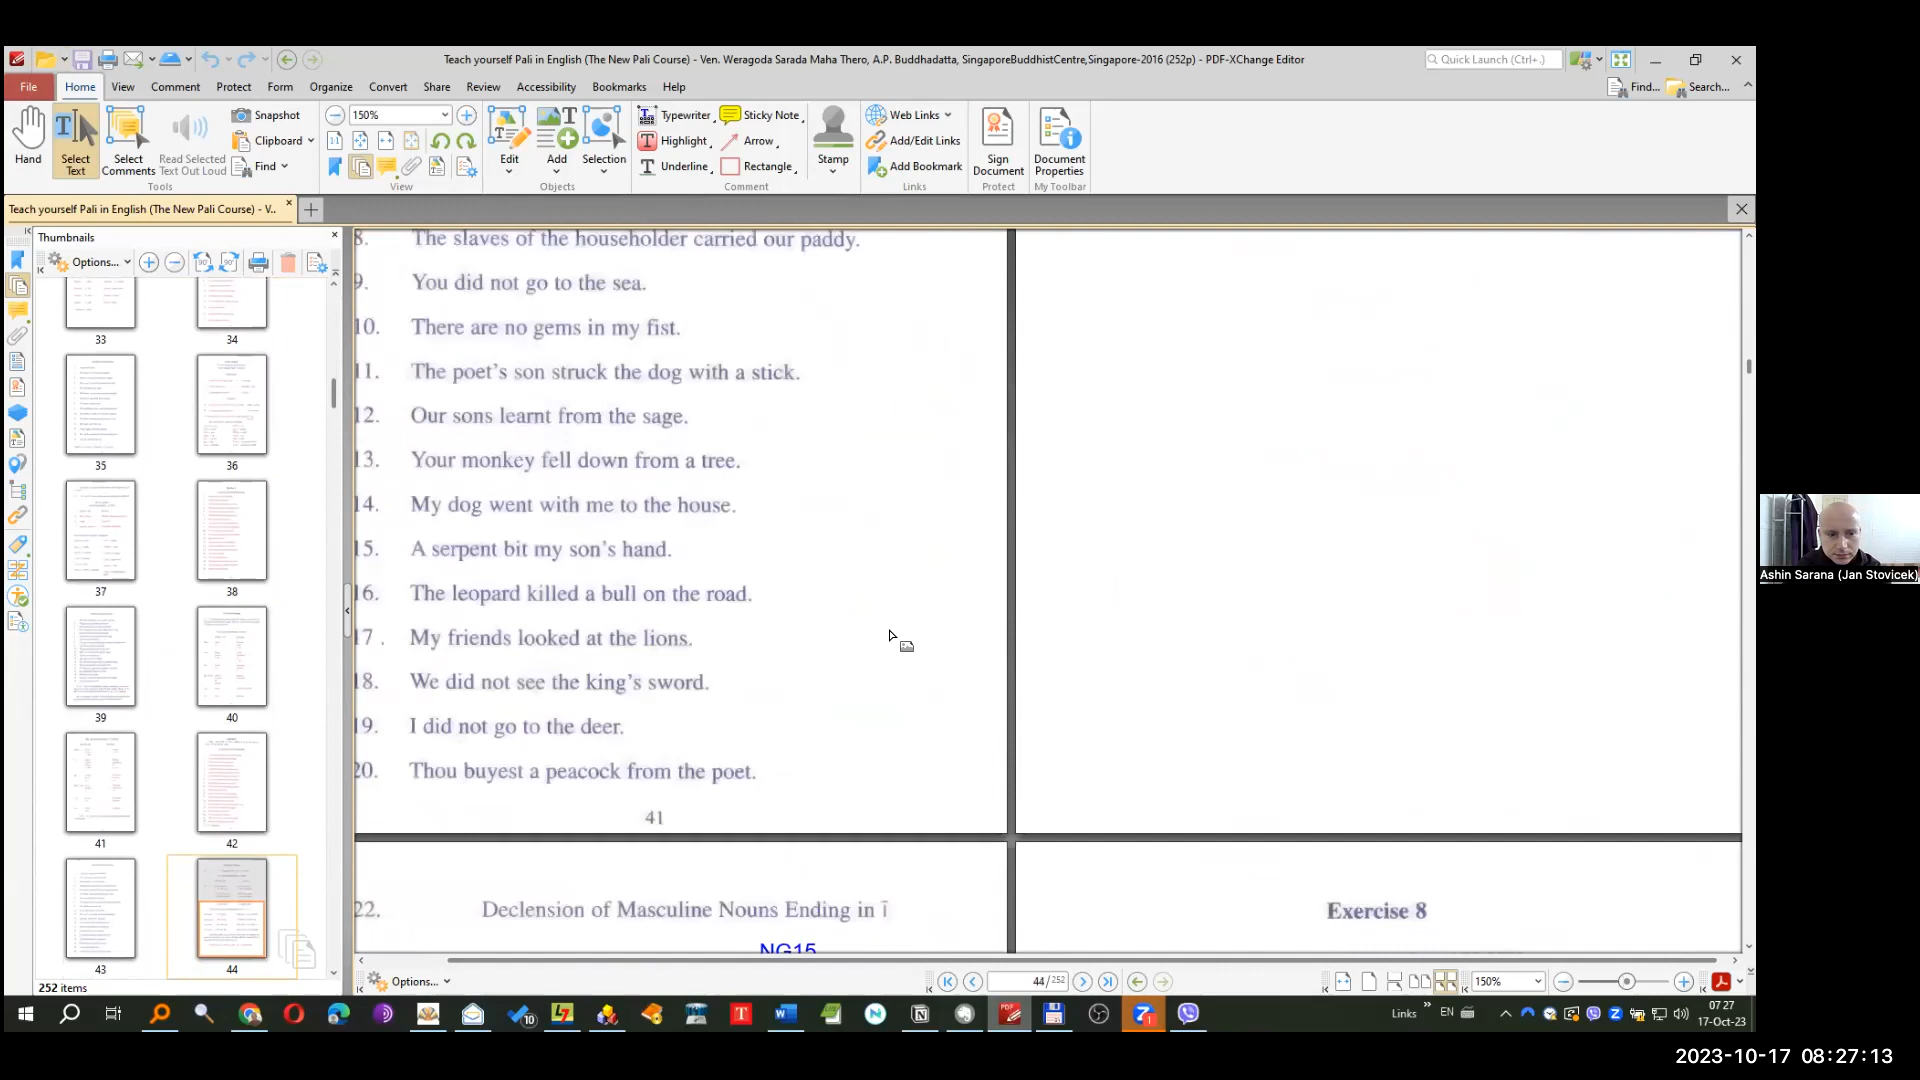 Teach yourself Pali in English (The New Pali Course) - Ven. Weragoda Sarada Maha Thero, A.P. Buddhadatta, SingaporeBuddhistCentre,Singapore-2016 (252p) - PDF-XChange Editor
Quick Launch (Ctrl+.)
File Home View Comment Protect Form Organize Convert Share Review Accessibility Bookmarks Help
Find... Search...
Hand
Select Text
Select Comments
Read Selected Text Out Loud
Snapshot
Clipboard
Find
Tools
150%
View
Edit
Add
Selection
Objects
Typewriter Sticky Note
Highlight Arrow
Underline Rectangle
Stamp
Comment
Web Links
Add/Edit Links
Add Bookmark
Links
Sign Document
Protect
Document Properties
My Toolbar
Teach yourself Pali in English (The New Pali Course) - V..
Thumbnails
Options...
33 34
35 36
37 38
39 40
41 42
43 44
252 items
8. The slaves of the householder carried our paddy.
9. You did not go to the sea.
10. There are no gems in my fist.
11. The poet's son struck the dog with a stick.
12. Our sons learnt from the sage.
13. Your monkey fell down from a tree.
14. My dog went with me to the house.
15. A serpent bit my son's hand.
16. The leopard killed a bull on the road.
17 . My friends looked at the lions.
18. We did not see the king's sword.
19. I did not go to the deer.
20. Thou buyest a peacock from the poet.
41
22. Declension of Masculine Nouns Ending in ī
NG15
Exercise 8
Options...
44 / 252
150%
Ashin Sarana (Jan Stovicek)
Links
EN
07:27
17-Oct-23
2023-10-17 08:27:13